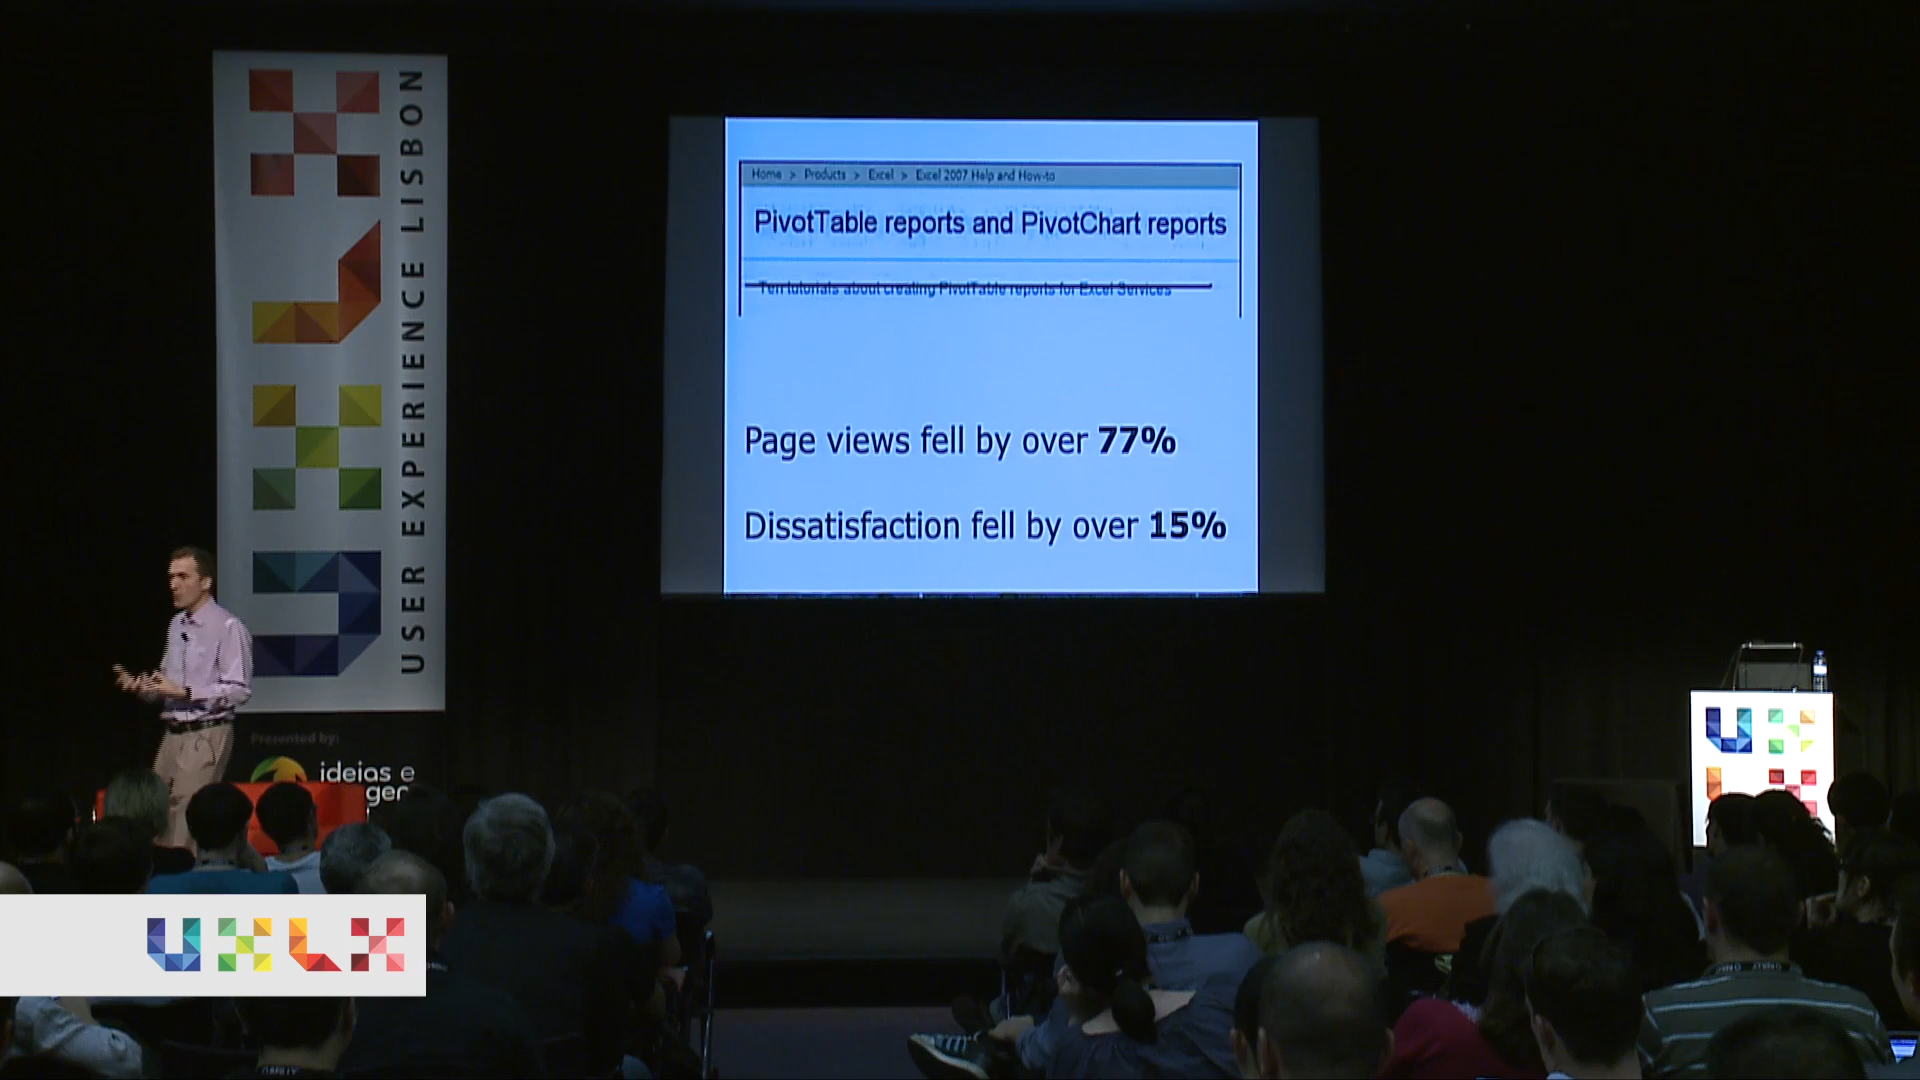 USER EXPERIENCE LISBON
Home > Products > Excel > Excel 2007 Help and How-to
PivotTable reports and PivotChart reports
Ten tutorials about creating PivotTable reports for Excel Services
Page views fell by over 77%
Dissatisfaction fell by over 15%
Presented by:
ideias e
UX
UXLX